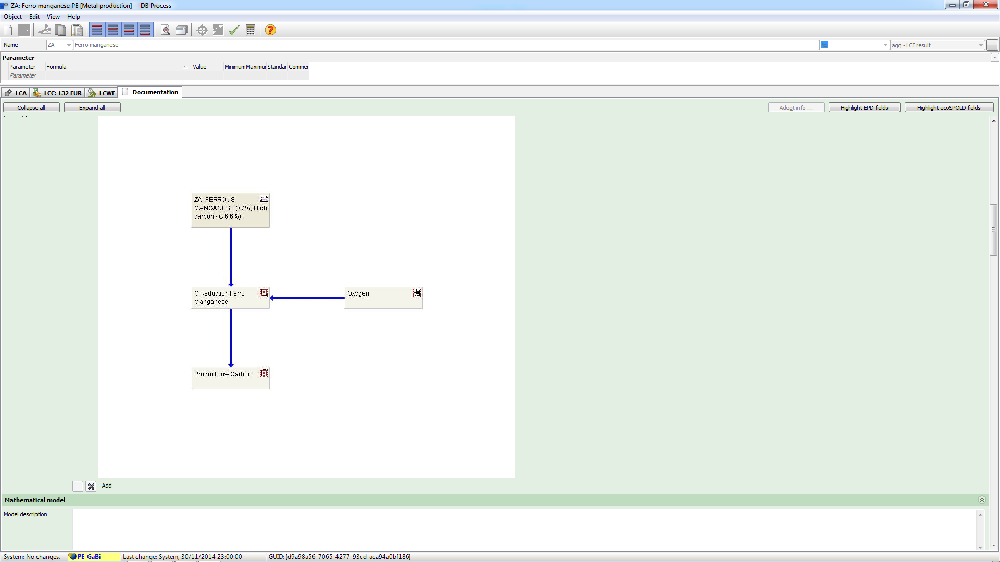 ZA: Ferro manganese PE [Metal production] -- DB Process
Object Edit View Help
Name ZA Ferro manganese agg - LCI result
Parameter
Parameter Formula Value Minimum Maximur Standar Commer
Parameter
LCA LCC: 132 EUR LCWE Documentation
Collapse all Expand all Adopt info ... Highlight EPD fields Highlight ecoSPOLD fields
ZA: FERROUS
MANGANESE (77%; High
carbon~ C 6,6%)
C Reduction Ferro
Manganese
Oxygen
Product Low Carbon
Add
Mathematical model
Model description
System: No changes. PE-GaBi Last change: System, 30/11/2014 23:00:00 GUID: {d9a98a56-7065-4277-93cd-aca94a0bf186}